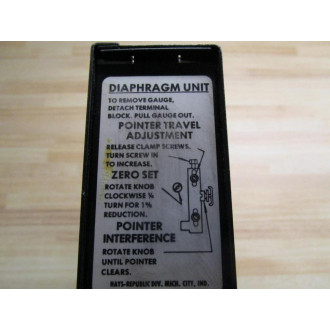 DIAPHRAGM UNIT
TO REMOVE GAUGE,
DETACH TERMINAL
BLOCK. PULL GAUGE OUT.
POINTER TRAVEL
ADJUSTMENT
RELEASE CLAMP SCREWS.
TURN SCREW IN
TO INCREASE.
ZERO SET
ROTATE KNOB
CLOCKWISE ⅛
TURN FOR 1%
REDUCTION.
POINTER
INTERFERENCE
ROTATE KNOB
UNTIL POINTER
CLEARS.
HAYS-REPUBLIC DIV. MICH. CITY, IND.